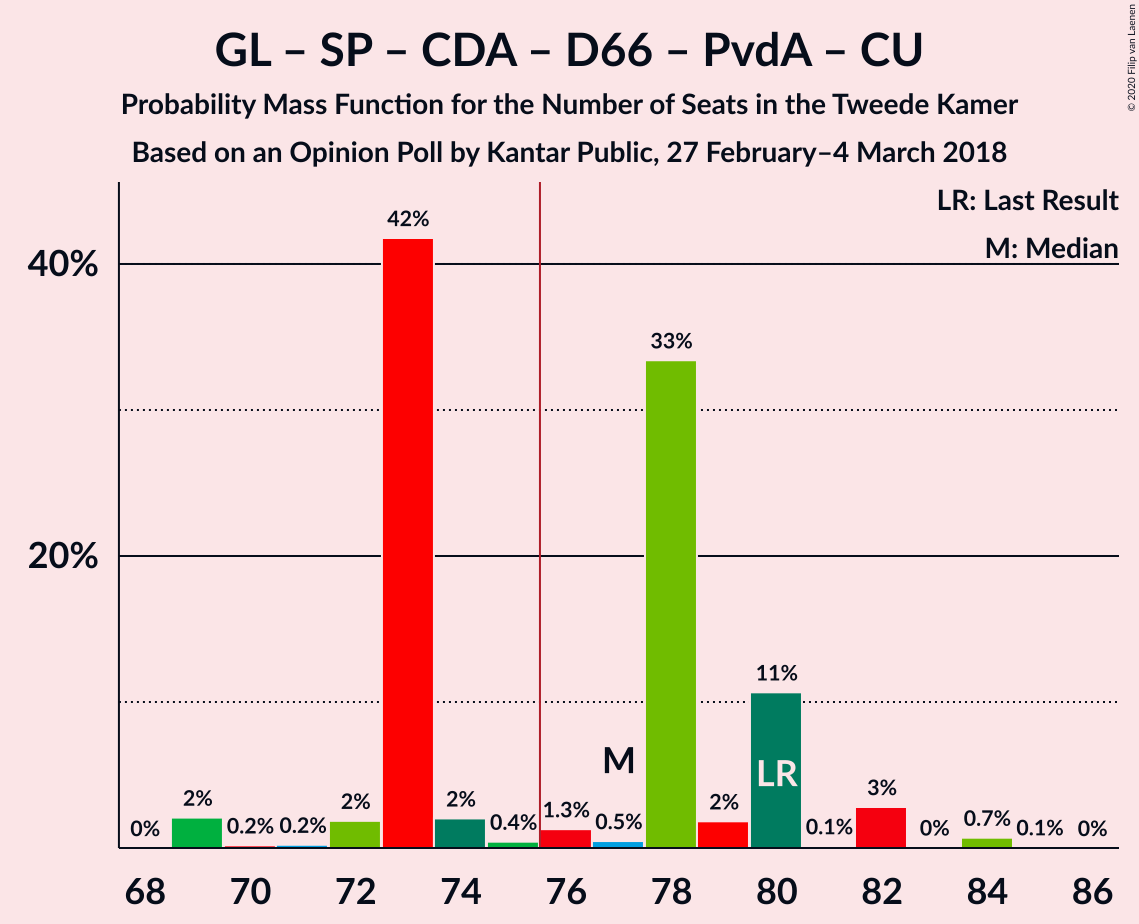 GL – SP – CDA – D66 – PvdA – CU
Probability Mass Function for the Number of Seats in the Tweede Kamer
Based on an Opinion Poll by Kantar Public, 27 February–4 March 2018
© 2020 Filip van Laenen
LR: Last Result
M: Median
40%
20%
0%
2%
0.2%
0.2%
2%
42%
2%
0.4%
1.3%
0.5%
M
33%
2%
11%
LR
0.1%
3%
0%
0.7%
0.1%
0%
68 70 72 74 76 78 80 82 84 86